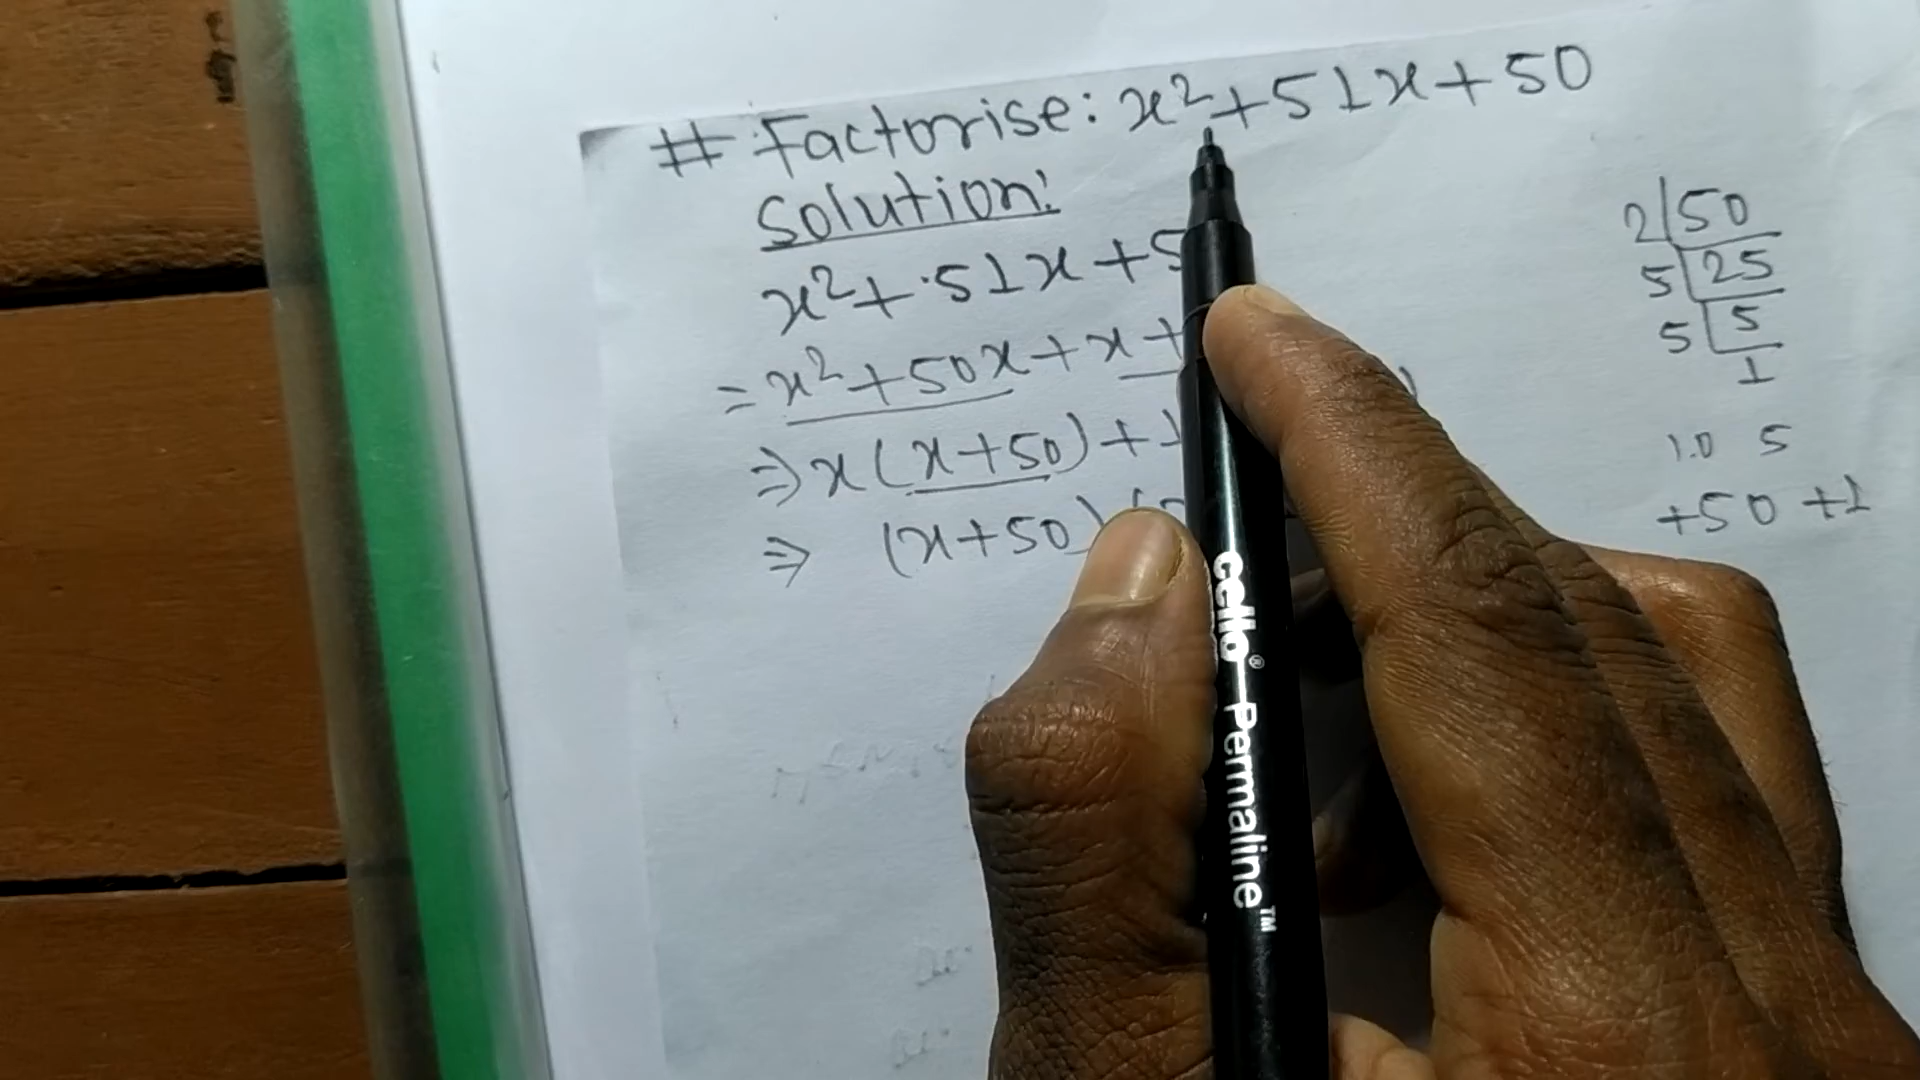 # Factorise: x²+51x+50
Solution:
x²+51x+5
= x²+50x+x+
⇒ x(x+50)+1
⇒ (x+50)(
2 50
5 25
5 5
1
10 5
+50 +1
cello® Permaline™